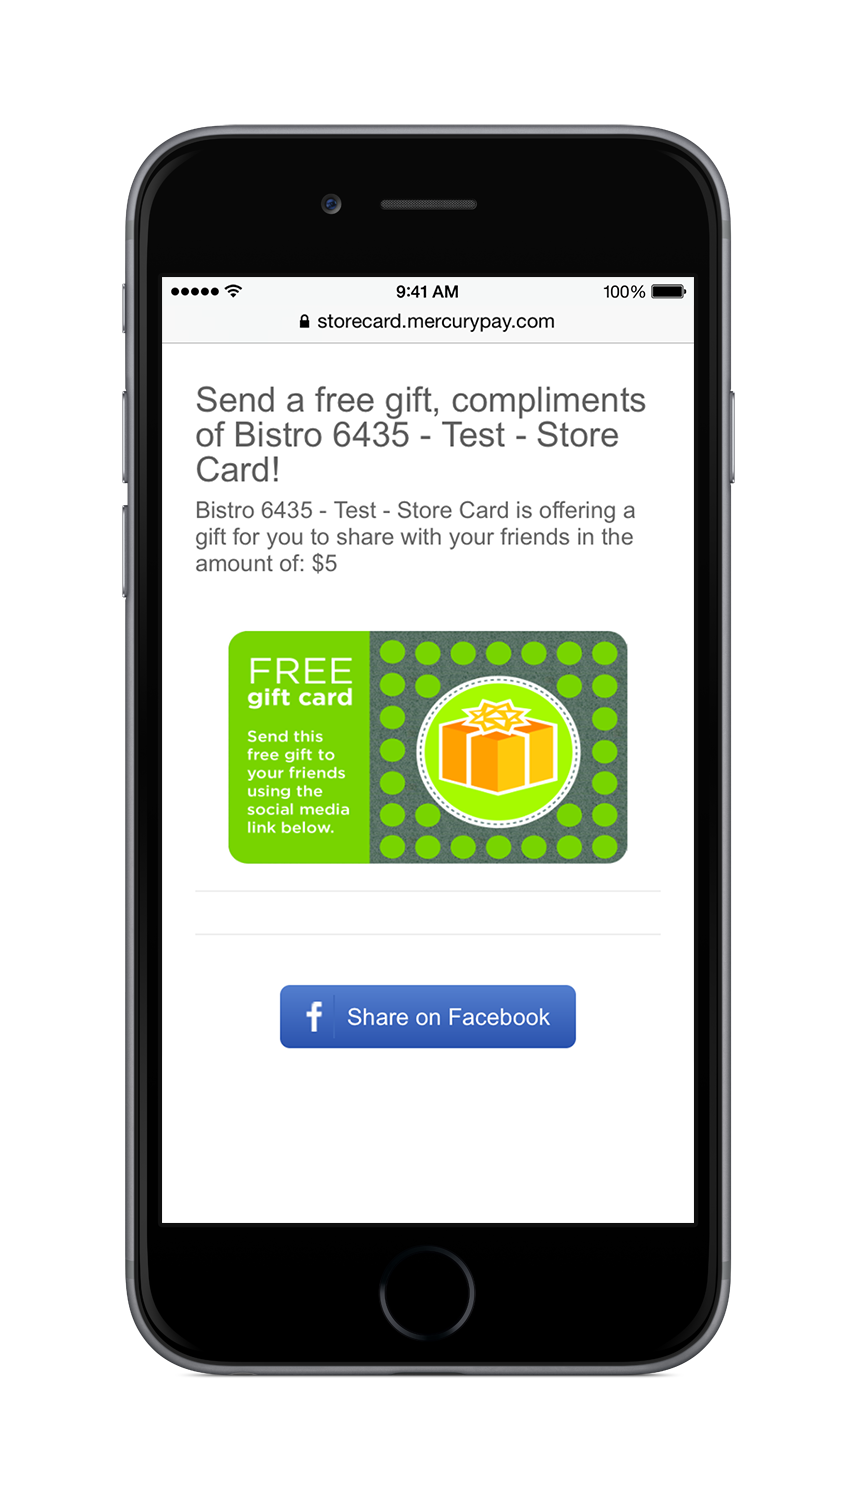 9:41 AM
100%
storecard.mercurypay.com
Send a free gift, compliments
of Bistro 6435 - Test - Store
Card!
Bistro 6435 - Test - Store Card is offering a
gift for you to share with your friends in the
amount of: $5
FREE
gift card
Send this
free gift to
your friends
using the
social media
link below.
f
Share on Facebook